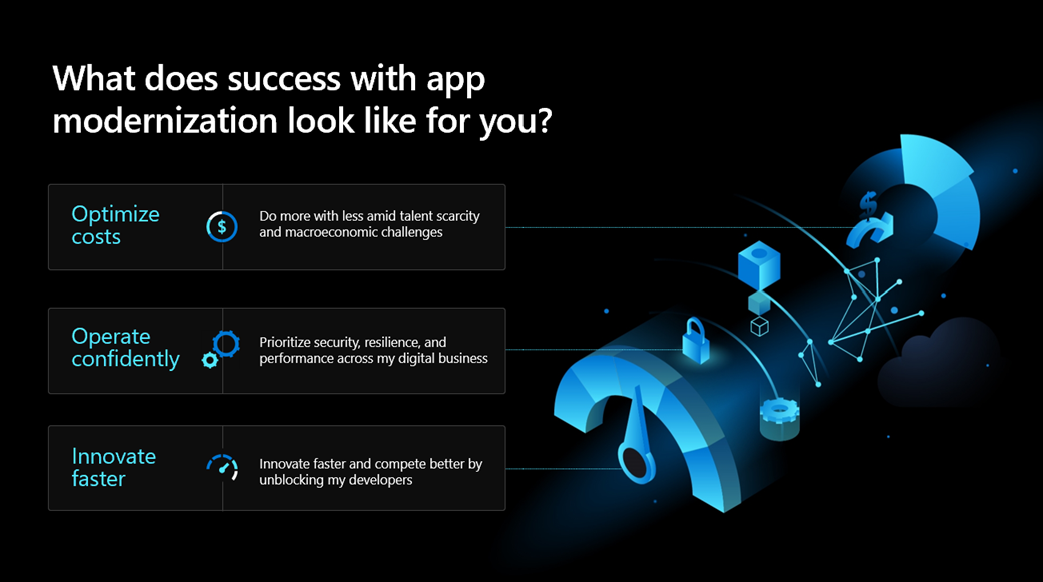 What does success with app
modernization look like for you?
Optimize
costs
$
Do more with less amid talent scarcity
and macroeconomic challenges
$
Operate
confidently
Prioritize security, resilience, and
performance across my digital business
Innovate
faster
Innovate faster and compete better by
unblocking my developers